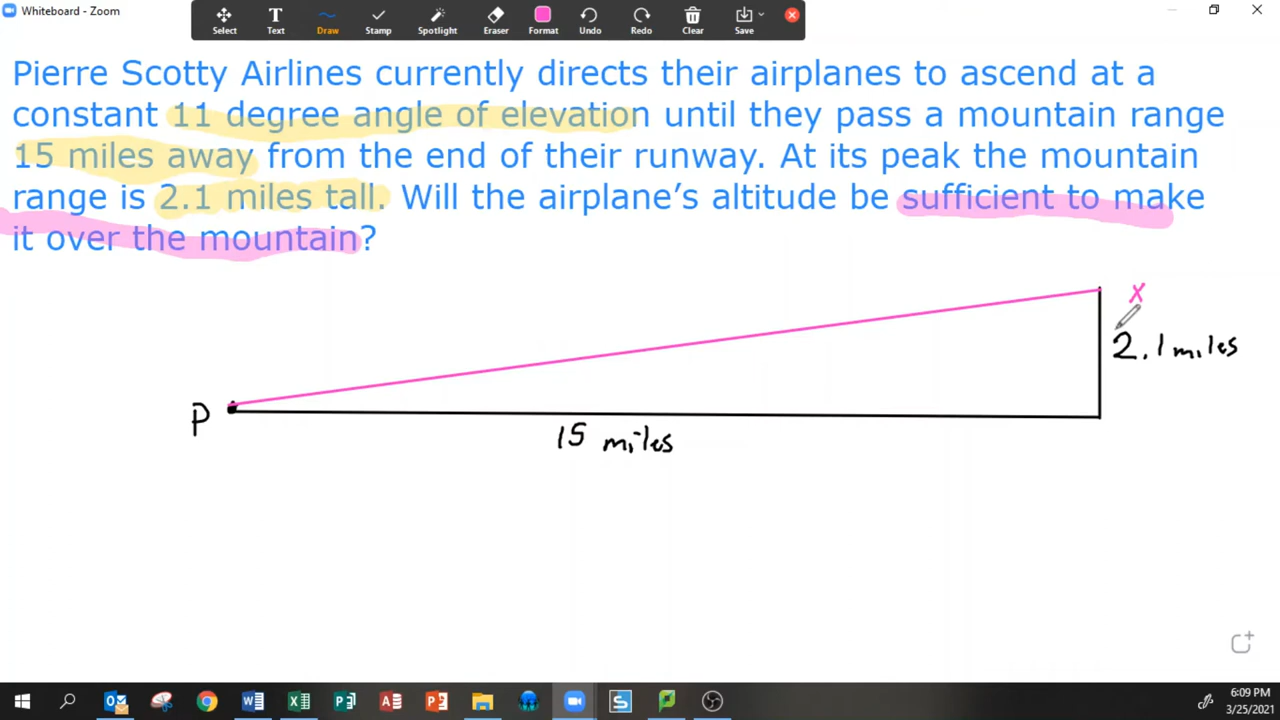 Whiteboard - Zoom
Select Text Draw Stamp Spotlight Eraser Format Undo Redo Clear Save
Pierre Scotty Airlines currently directs their airplanes to ascend at a
constant 11 degree angle of elevation until they pass a mountain range
15 miles away from the end of their runway. At its peak the mountain
range is 2.1 miles tall. Will the airplane’s altitude be sufficient to make
it over the mountain?
x
2.1 miles
P
15 miles
6:09 PM
3/25/2021